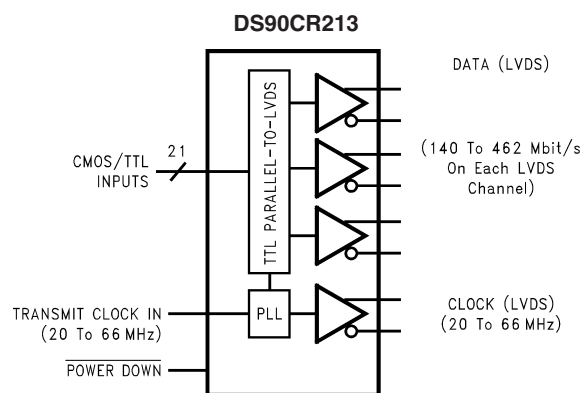 DS90CR213
DATA (LVDS)
TTL PARALLEL-TO-LVDS
21
CMOS/TTL
INPUTS
(140 To 462 Mbit/s
On Each LVDS
Channel)
TRANSMIT CLOCK IN
(20 To 66 MHz)
PLL
CLOCK (LVDS)
(20 To 66 MHz)
POWER DOWN